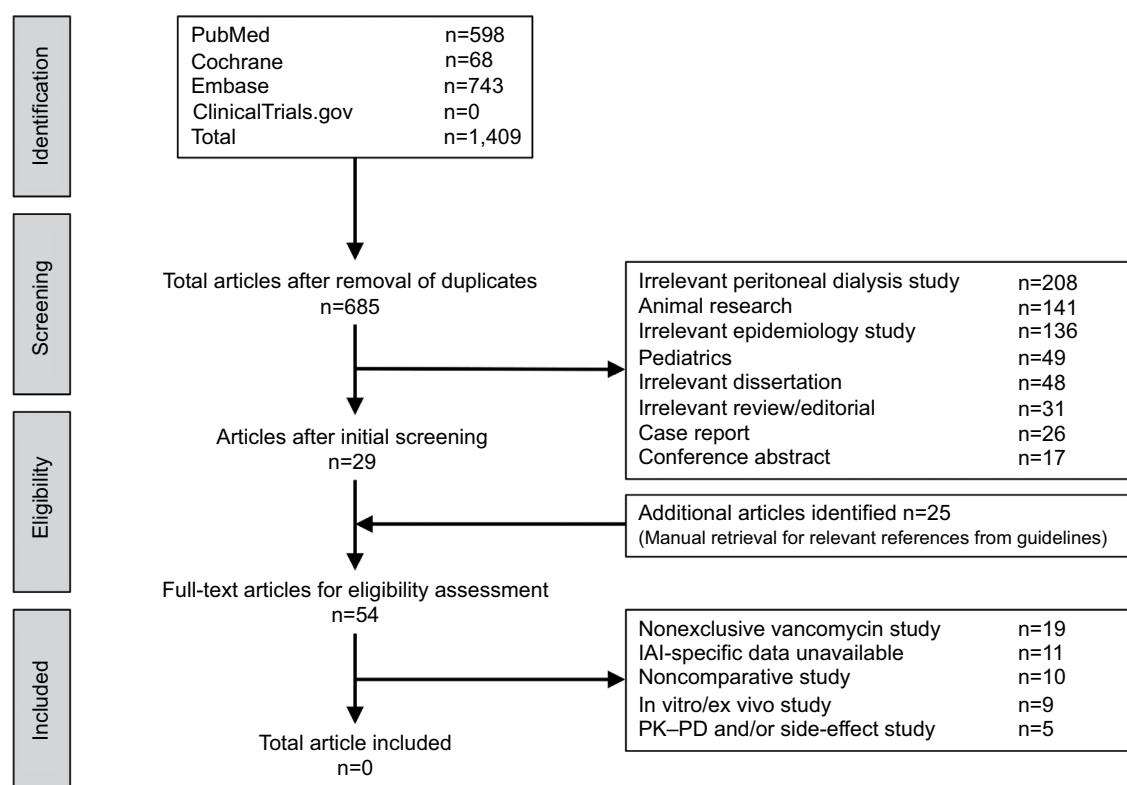 Identification
PubMed n=598
Cochrane n=68
Embase n=743
ClinicalTrials.gov n=0
Total n=1,409
Screening
Total articles after removal of duplicates
n=685
Irrelevant peritoneal dialysis study n=208
Animal research n=141
Irrelevant epidemiology study n=136
Pediatrics n=49
Irrelevant dissertation n=48
Irrelevant review/editorial n=31
Case report n=26
Conference abstract n=17
Eligibility
Articles after initial screening
n=29
Additional articles identified n=25
(Manual retrieval for relevant references from guidelines)
Full-text articles for eligibility assessment
n=54
Included
Nonexclusive vancomycin study n=19
IAI-specific data unavailable n=11
Noncomparative study n=10
In vitro/ex vivo study n=9
PK–PD and/or side-effect study n=5
Total article included
n=0